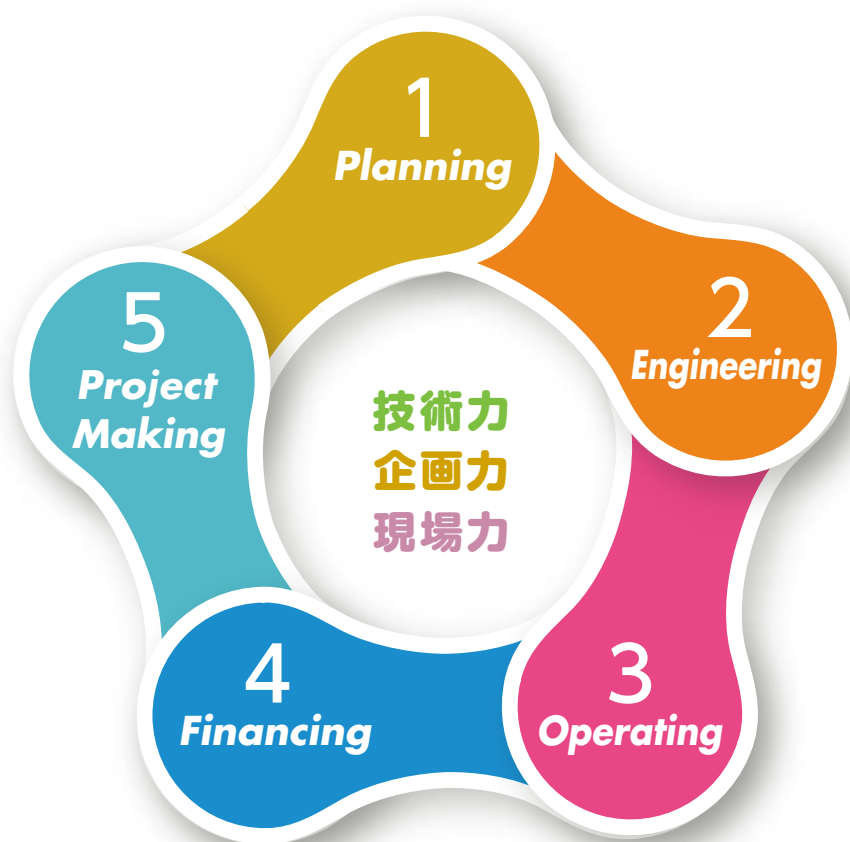 1
Planning
2
Engineering
3
Operating
4
Financing
5
Project
Making
技術力
企画力
現場力